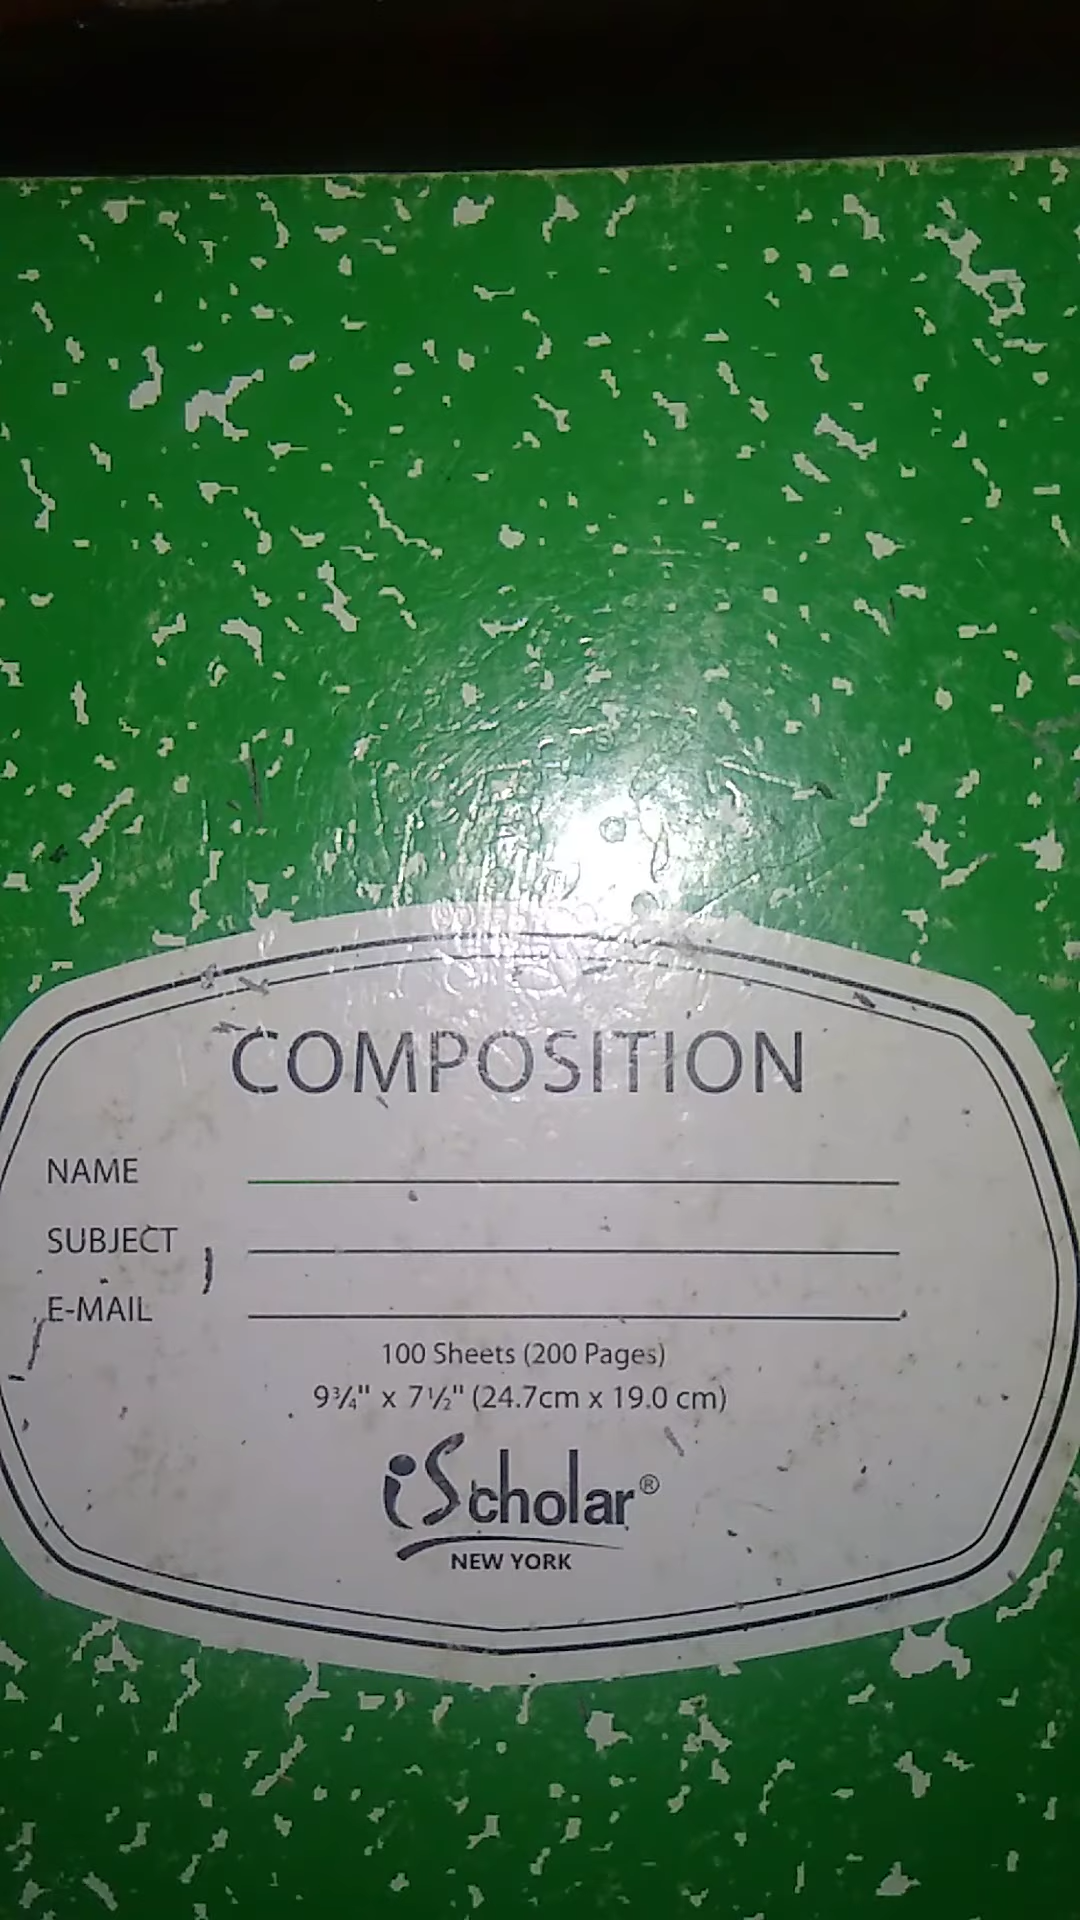 COMPOSITION
NAME
SUBJECT
E-MAIL
100 Sheets (200 Pages)
9¾" x 7½" (24.7cm x 19.0 cm)
iScholar®
NEW YORK